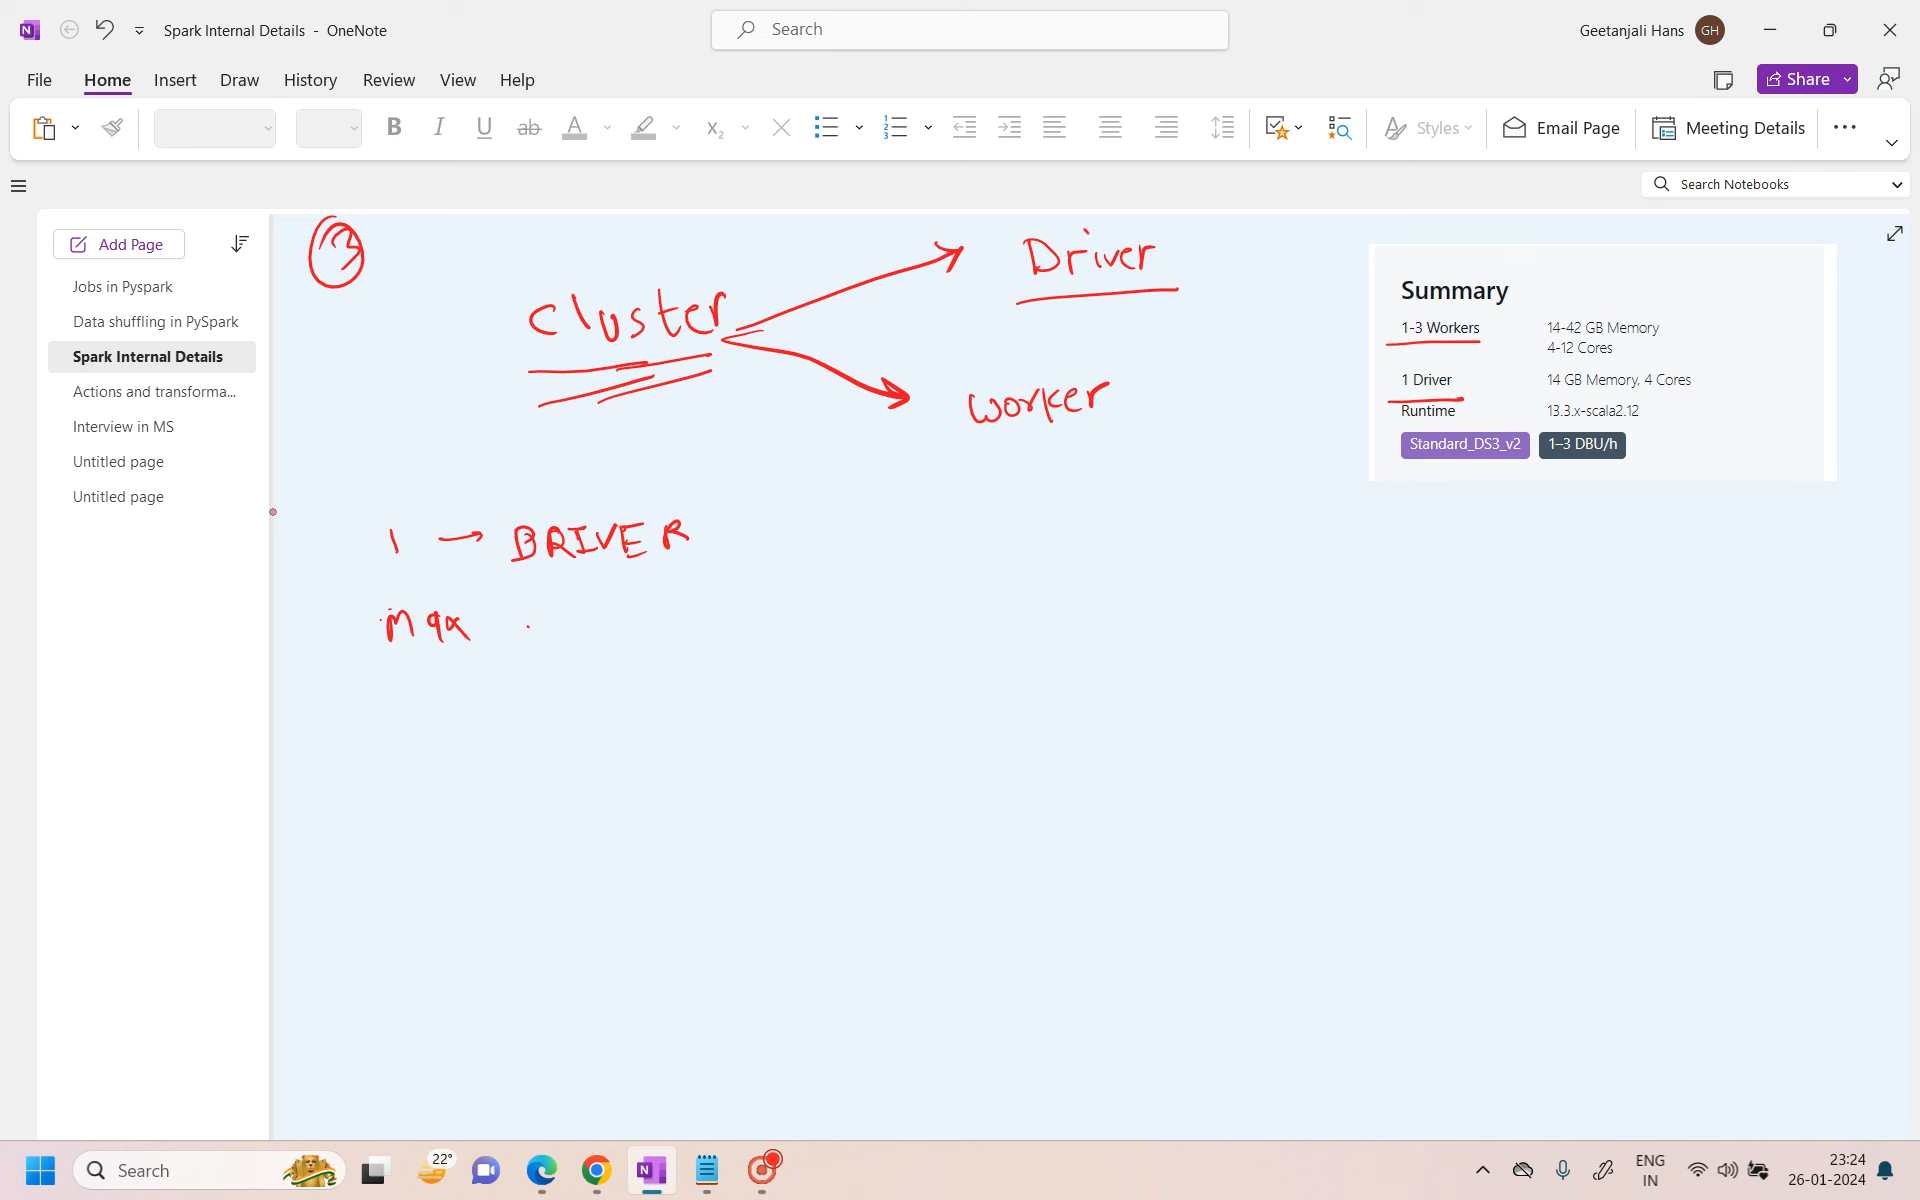 Spark Internal Details - OneNote
Search
Geetanjali Hans
GH
File Home Insert Draw History Review View Help
Share
Styles
Email Page
Meeting Details
Search Notebooks
Add Page
Jobs in Pyspark
Data shuffling in PySpark
Spark Internal Details
Actions and transforma...
Interview in MS
Untitled page
Untitled page
3
cluster
Driver
worker
Summary
1-3 Workers 14-42 GB Memory
4-12 Cores
1 Driver 14 GB Memory, 4 Cores
Runtime 13.3.x-scala2.12
Standard_DS3_v2 1–3 DBU/h
1 → DRIVER
max
Search
22°
ENG
IN
23:24
26-01-2024